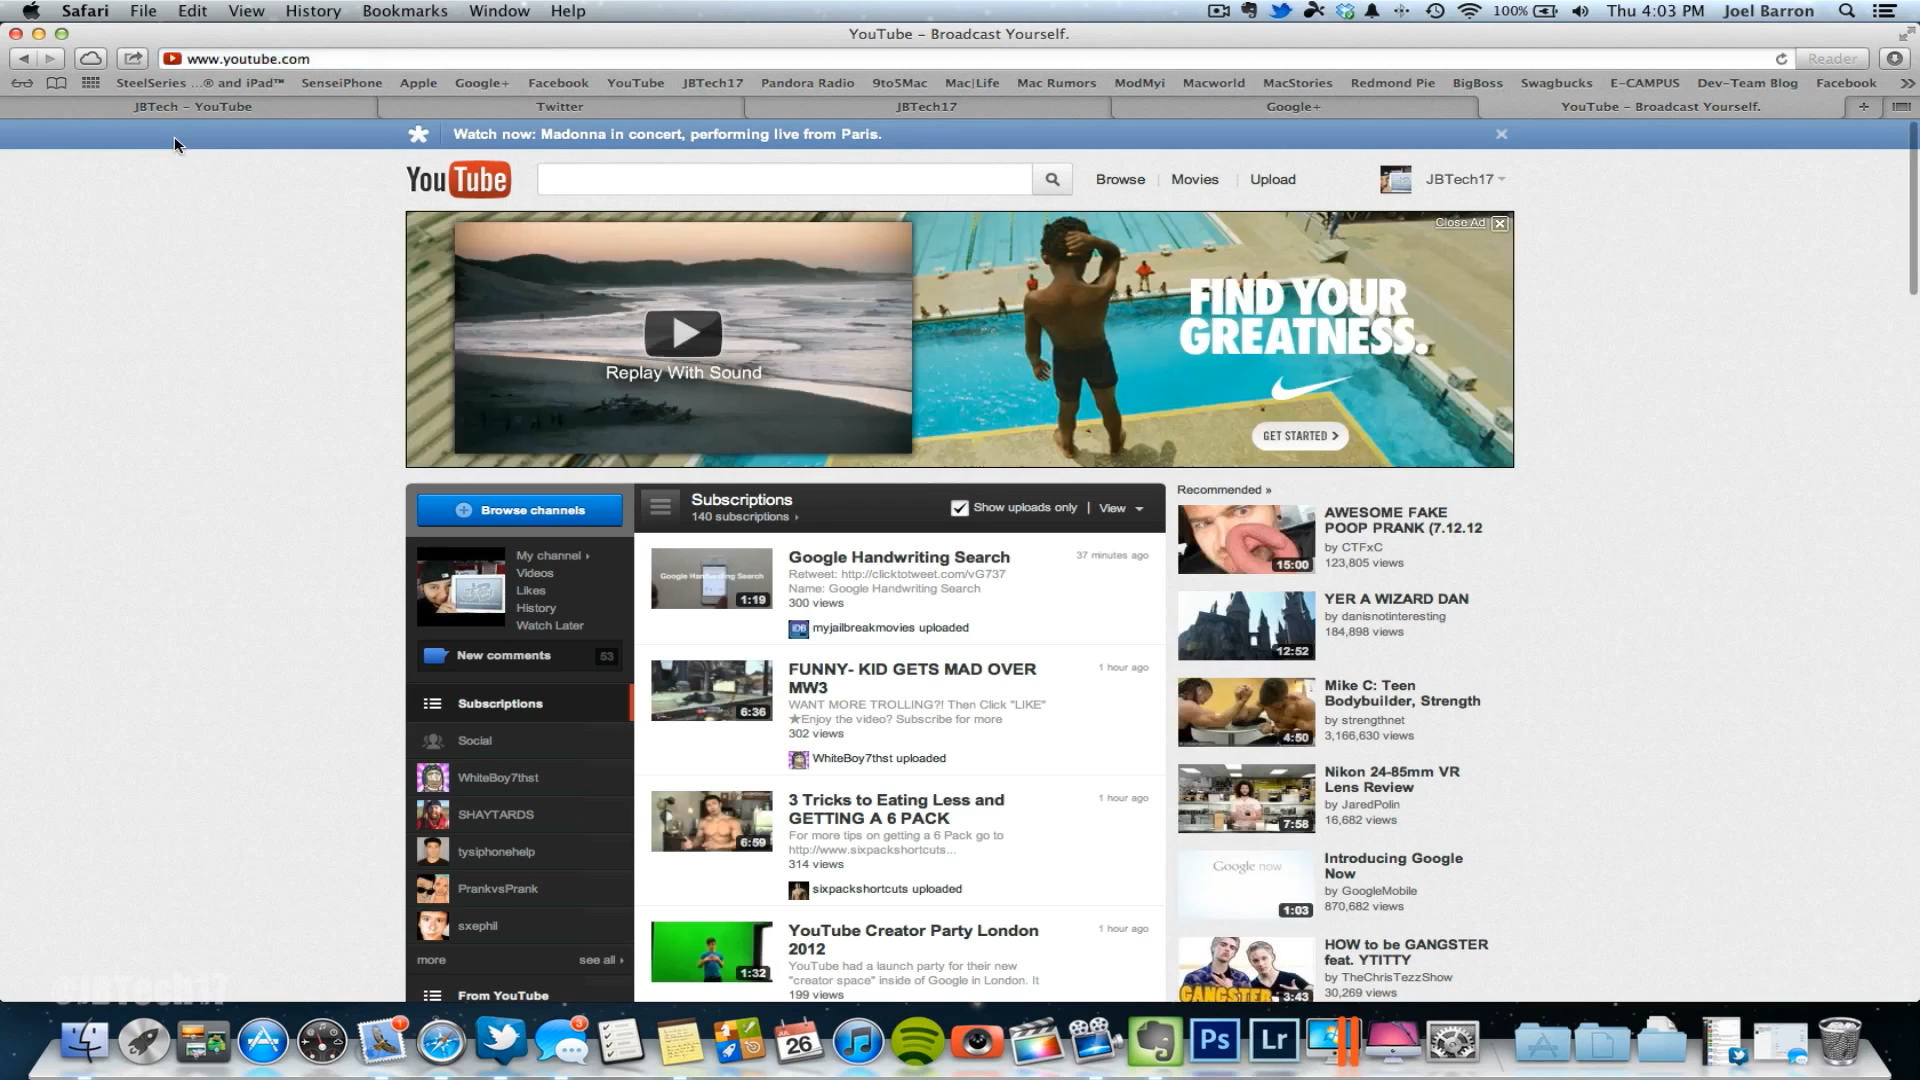 Safari File Edit View History Bookmarks Window Help 100% Thu 4:03 PM Joel Barron
YouTube – Broadcast Yourself.
www.youtube.com Reader
SteelSeries ...® and iPad™ SenseiPhone Apple Google+ Facebook YouTube JBTech17 Pandora Radio 9to5Mac Mac|Life Mac Rumors ModMyi Macworld MacStories Redmond Pie BigBoss Swagbucks E-CAMPUS Dev-Team Blog Facebook
JBTech – YouTube Twitter JBTech17 Google+ YouTube – Broadcast Yourself.
Watch now: Madonna in concert, performing live from Paris.
YouTube Browse Movies Upload JBTech17
Close Ad
FIND YOUR
GREATNESS.
Replay With Sound
GET STARTED
Browse channels
My channel
Videos
Likes
History
Watch Later
New comments 53
Subscriptions
Social
WhiteBoy7thst
SHAYTARDS
tysiphonehelp
PrankvsPrank
sxephil
more see all
From YouTube
Subscriptions
140 subscriptions
Show uploads only | View
Google Handwriting Search 37 minutes ago
Retweet: http://clicktotweet.com/vG737
Name: Google Handwriting Search
300 views
Google Handwriting Search
1:19
iDB myjailbreakmovies uploaded
FUNNY- KID GETS MAD OVER 1 hour ago
MW3
WANT MORE TROLLING?! Then Click "LIKE"
★Enjoy the video? Subscribe for more
302 views
6:36
WhiteBoy7thst uploaded
3 Tricks to Eating Less and 1 hour ago
GETTING A 6 PACK
For more tips on getting a 6 Pack go to
http://www.sixpackshortcuts...
314 views
6:59
sixpackshortcuts uploaded
YouTube Creator Party London 1 hour ago
2012
YouTube had a launch party for their new
"creator space" inside of Google in London. It
199 views
1:32
Recommended »
AWESOME FAKE
POOP PRANK (7.12.12
by CTFxC
123,805 views
15:00
YER A WIZARD DAN
by danisnotinteresting
184,898 views
12:52
Mike C: Teen
Bodybuilder, Strength
by strengthnet
3,166,630 views
4:50
Nikon 24-85mm VR
Lens Review
by JaredPolin
16,682 views
7:58
Introducing Google
Now
by GoogleMobile
870,682 views
Google now
1:03
HOW to be GANGSTER
feat. YTITTY
by TheChrisTezzShow
30,269 views
GANGSTER
3:43
@JBTech17
1 3 JUL 26 Ps Lr